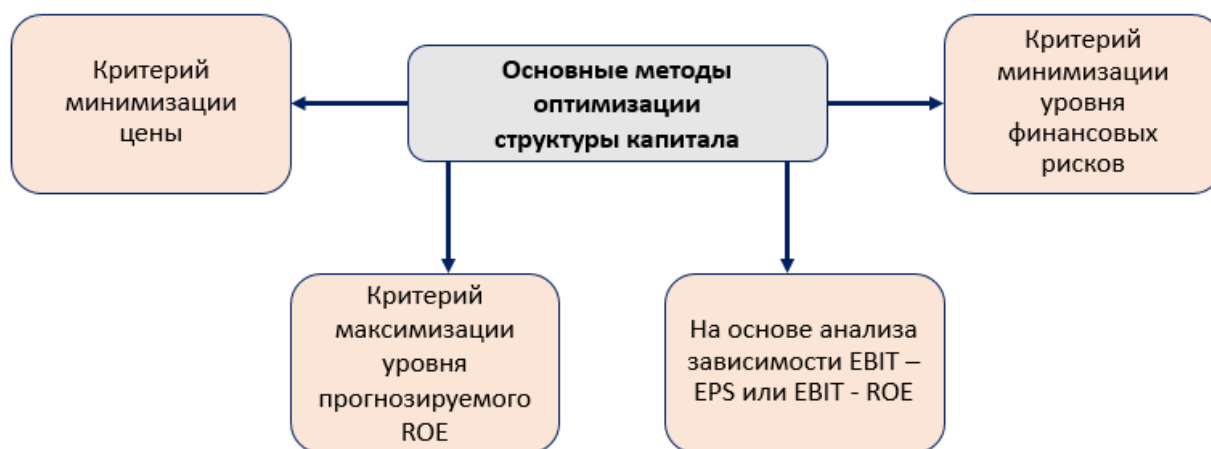 Критерий
минимизации
цены
Основные методы
оптимизации
структуры капитала
Критерий
минимизации
уровня
финансовых
рисков
Критерий
максимизации
уровня
прогнозируемого
ROE
На основе анализа
зависимости EBIT –
EPS или EBIT - ROE